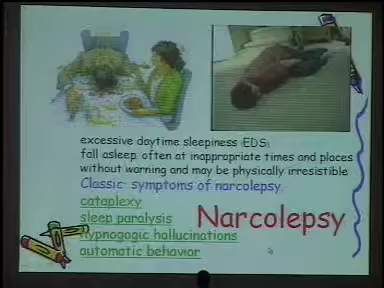 excessive daytime sleepiness (EDS)
fall asleep often at inappropriate times and places
without warning and may be physically irresistible
Classic symptoms of narcolepsy:
cataplexy
sleep paralysis
hypnogogic hallucinations
automatic behavior
Narcolepsy